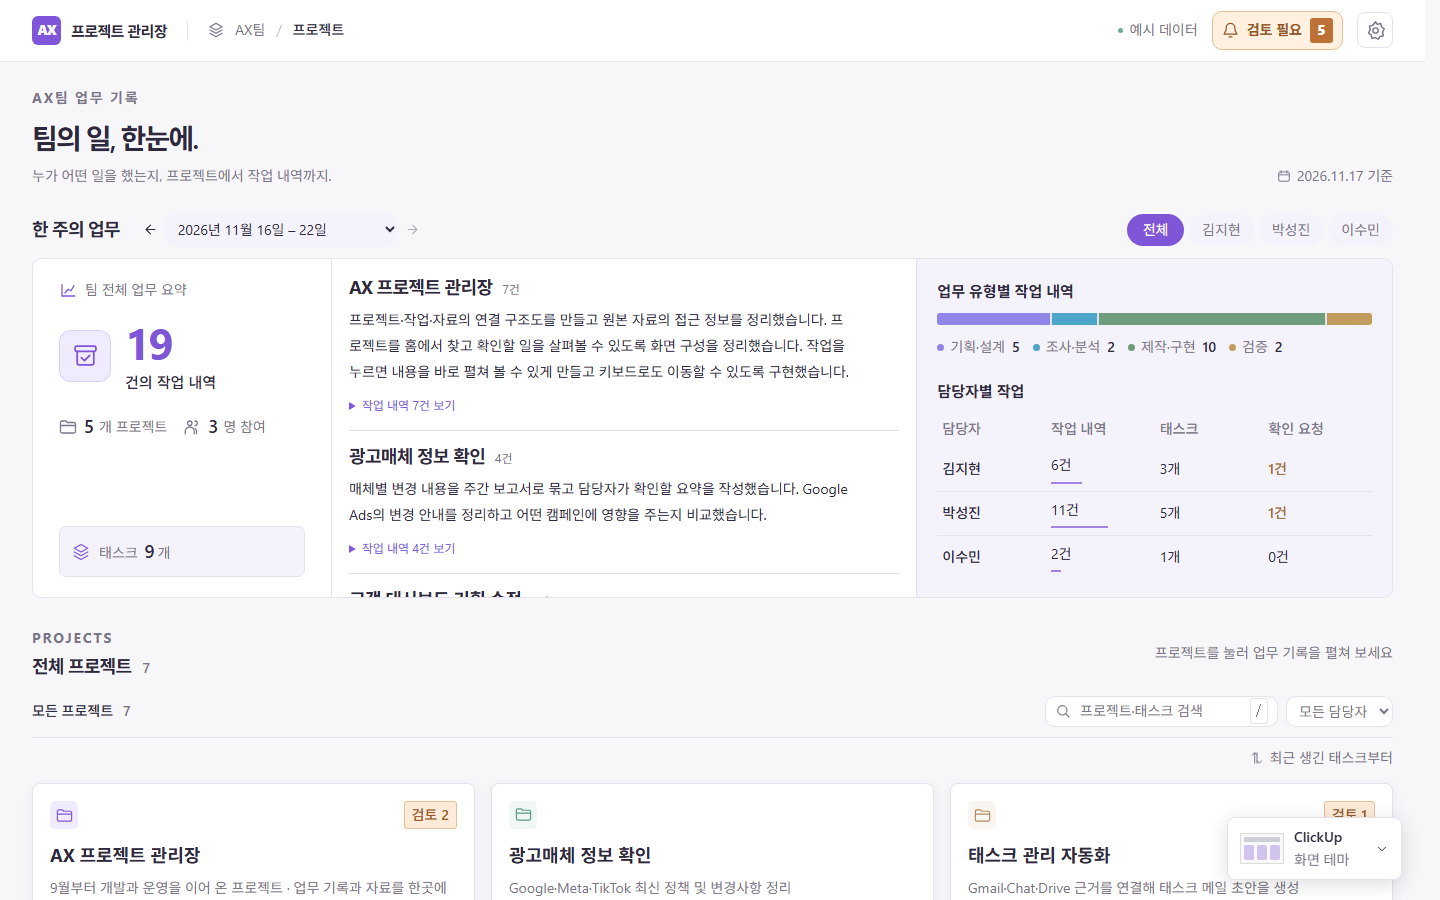 AX 프로젝트 관리장
AX팀 / 프로젝트
예시 데이터
검토 필요 5
AX팀 업무 기록
팀의 일, 한눈에.
누가 어떤 일을 했는지, 프로젝트에서 작업 내역까지.
2026.11.17 기준
한 주의 업무
← 2026년 11월 16일 – 22일 →
전체 김지현 박성진 이수민
팀 전체 업무 요약
19
건의 작업 내역
5 개 프로젝트 3 명 참여
태스크 9 개
AX 프로젝트 관리장 7건
프로젝트·작업·자료의 연결 구조도를 만들고 원본 자료의 접근 정보를 정리했습니다. 프
로젝트를 홈에서 찾고 확인할 일을 살펴볼 수 있도록 화면 구성을 정리했습니다. 작업을
누르면 내용을 바로 펼쳐 볼 수 있게 만들고 키보드로도 이동할 수 있도록 구현했습니다.
▶ 작업 내역 7건 보기
광고매체 정보 확인 4건
매체별 변경 내용을 주간 보고서로 묶고 담당자가 확인할 요약을 작성했습니다. Google
Ads의 변경 안내를 정리하고 어떤 캠페인에 영향을 주는지 비교했습니다.
▶ 작업 내역 4건 보기
업무 유형별 작업 내역
기획·설계 5 조사·분석 2 제작·구현 10 검증 2
담당자별 작업
담당자 작업 내역 태스크 확인 요청
김지현 6건 3개 1건
박성진 11건 5개 1건
이수민 2건 1개 0건
PROJECTS
전체 프로젝트 7
프로젝트를 눌러 업무 기록을 펼쳐 보세요
모든 프로젝트 7
프로젝트·태스크 검색 /
모든 담당자
최근 생긴 태스크부터
검토 2
AX 프로젝트 관리장
9월부터 개발과 운영을 이어 온 프로젝트 · 업무 기록과 자료를 한곳에
광고매체 정보 확인
Google·Meta·TikTok 최신 정책 및 변경사항 정리
검토 1
태스크 관리 자동화
Gmail·Chat·Drive 근거를 연결해 태스크 메일 초안을 생성
ClickUp
화면 테마